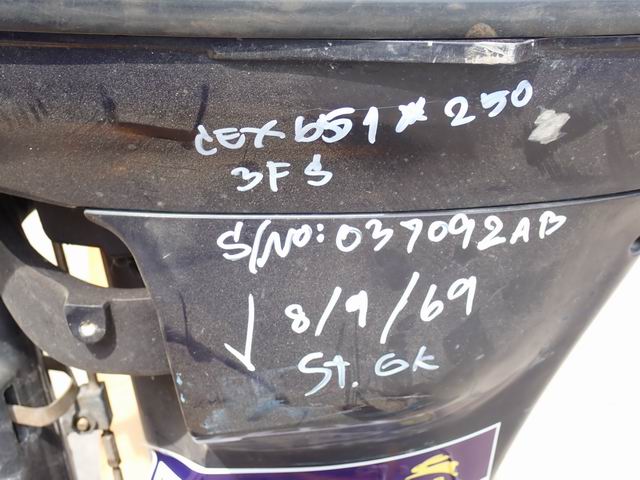 CEX 651 * 250
3FS
S/NO: 037092AB
8/9/69
St. GK